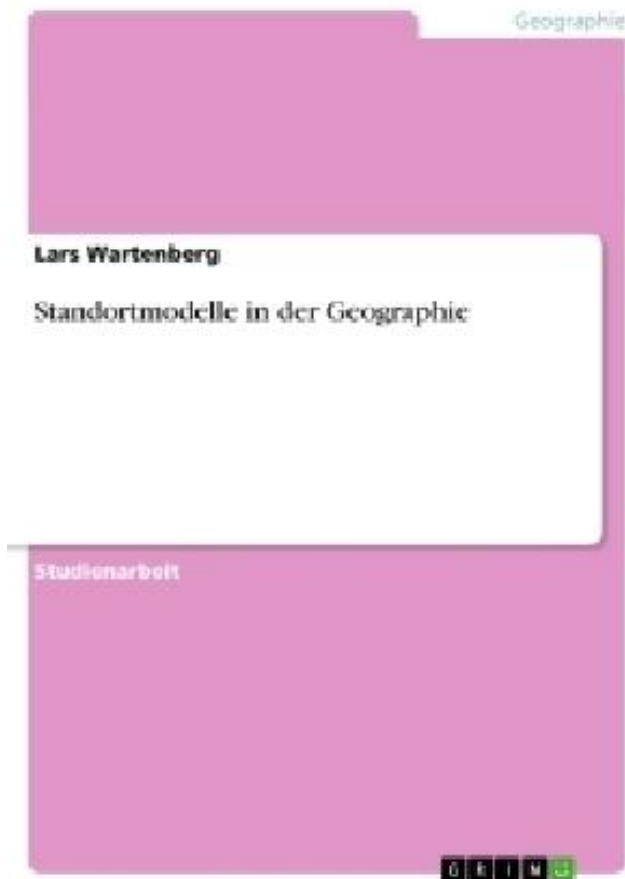 Geographie
Lars Wartenberg
Standortmodelle in der Geographie
Studienarbeit
GRIN